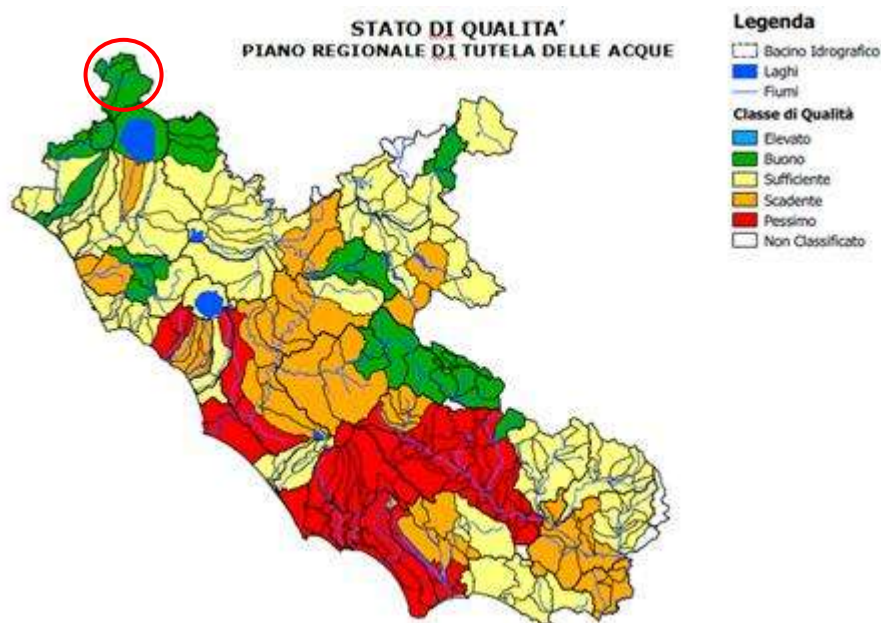 STATO DI QUALITA'
PIANO REGIONALE DI TUTELA DELLE ACQUE
Legenda
Bacino Idrografico
Laghi
Fiumi
Classe di Qualità
Elevato
Buono
Sufficiente
Scadente
Pessimo
Non Classificato